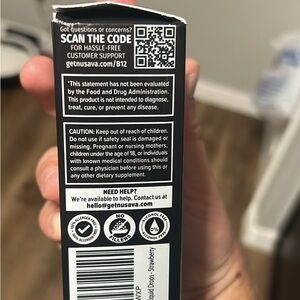 Got questions or concerns?
SCAN THE CODE
FOR HASSLE-FREE
CUSTOMER SUPPORT
getnusava.com/B12
*This statement has not been evaluated
by the Food and Drug Administration.
This product is not intended to diagnose,
treat, cure, or prevent any disease.
CAUTION: Keep out of reach of children.
Do not use if safety seal is damaged or
missing. Pregnant or nursing mothers,
children under the age of 18, or individuals
with known medical conditions should
consult a physician before using this or
any other dietary supplement.
NEED HELP?
We're available to help. Contact us at
hello@getnusava.com
NO
FILLERS
Liquid Drops - Strawberry